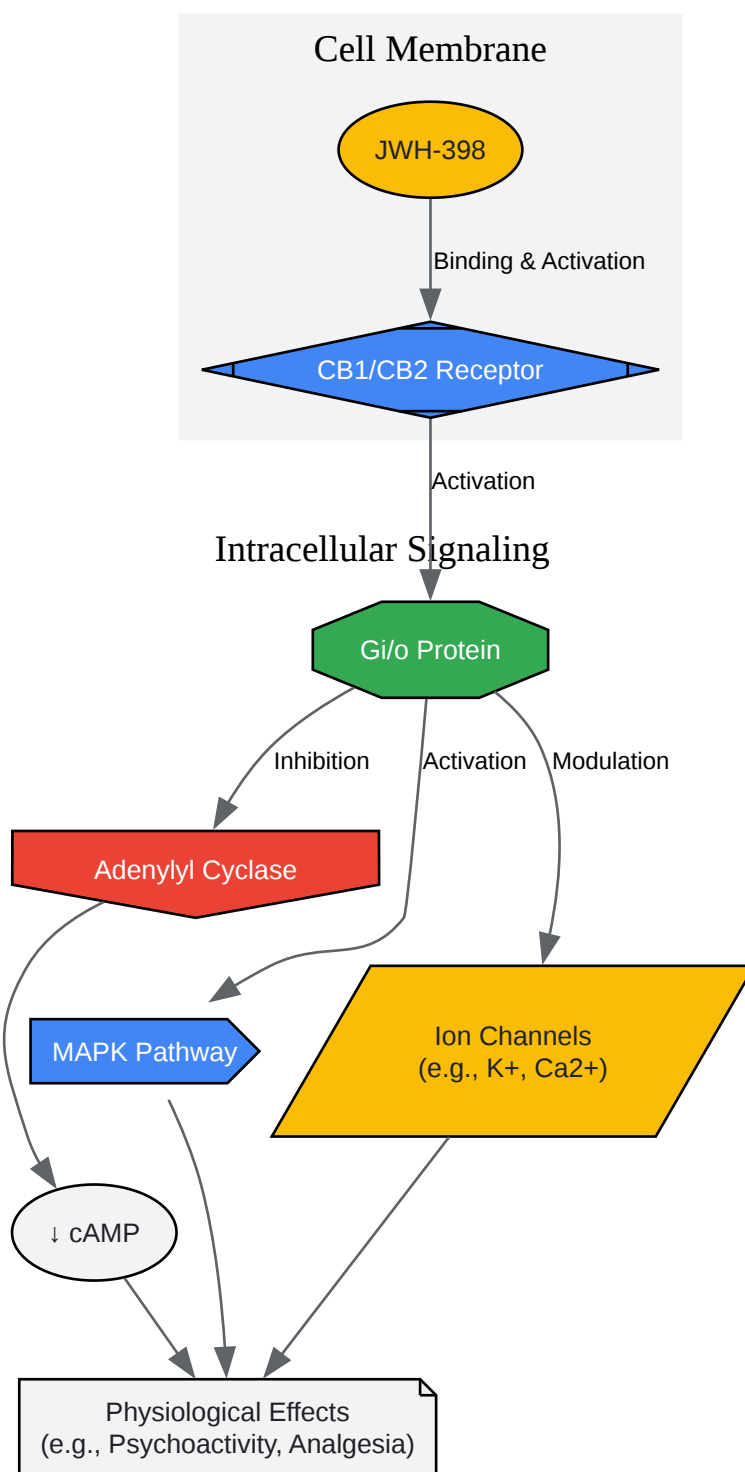 Cell Membrane
JWH-398
Binding & Activation
CB1/CB2 Receptor
Activation
Intracellular Signaling
Gi/o Protein
Inhibition
Activation
Modulation
Adenylyl Cyclase
Ion Channels
(e.g., K+, Ca2+)
MAPK Pathway
↓ cAMP
Physiological Effects
(e.g., Psychoactivity, Analgesia)